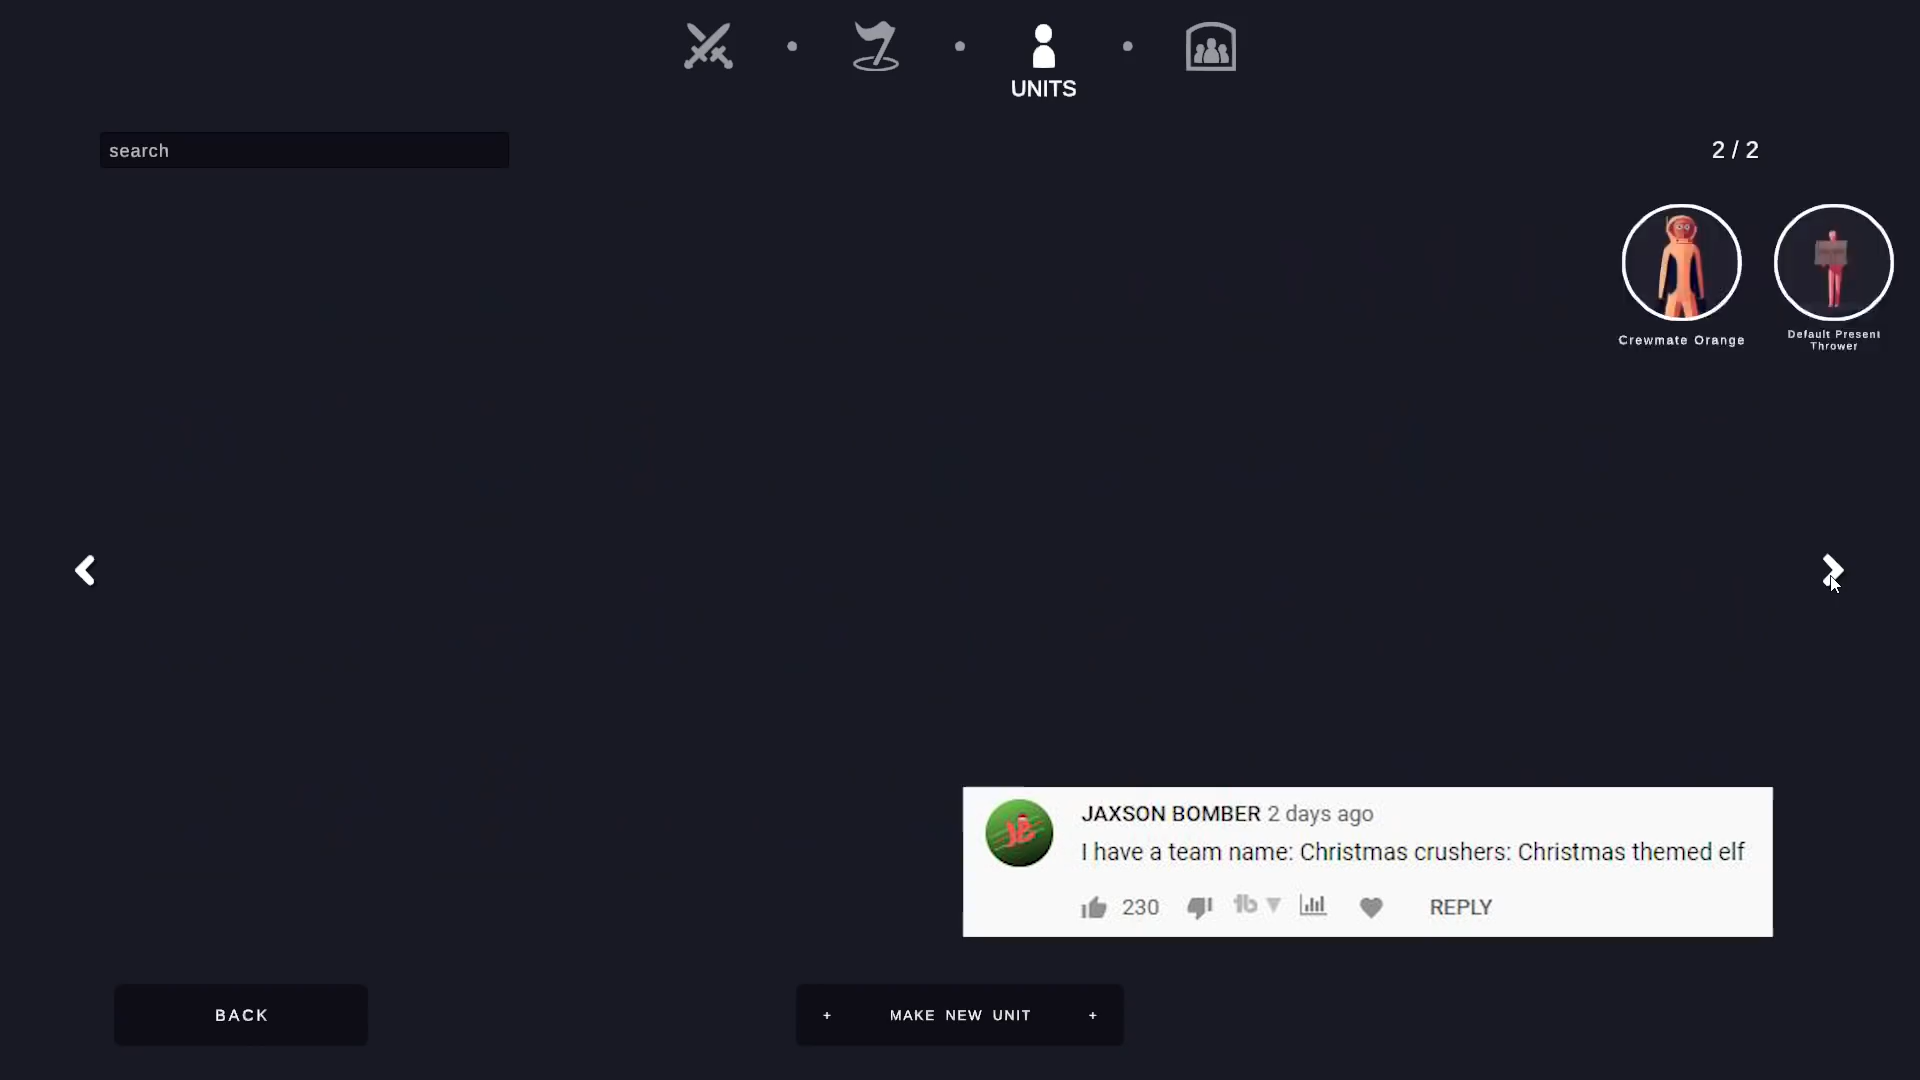 UNITS
search
2 / 2
Crewmate Orange
Default Present
Thrower
JAXSON BOMBER 2 days ago
I have a team name: Christmas crushers: Christmas themed elf
230
REPLY
BACK
+ MAKE NEW UNIT +